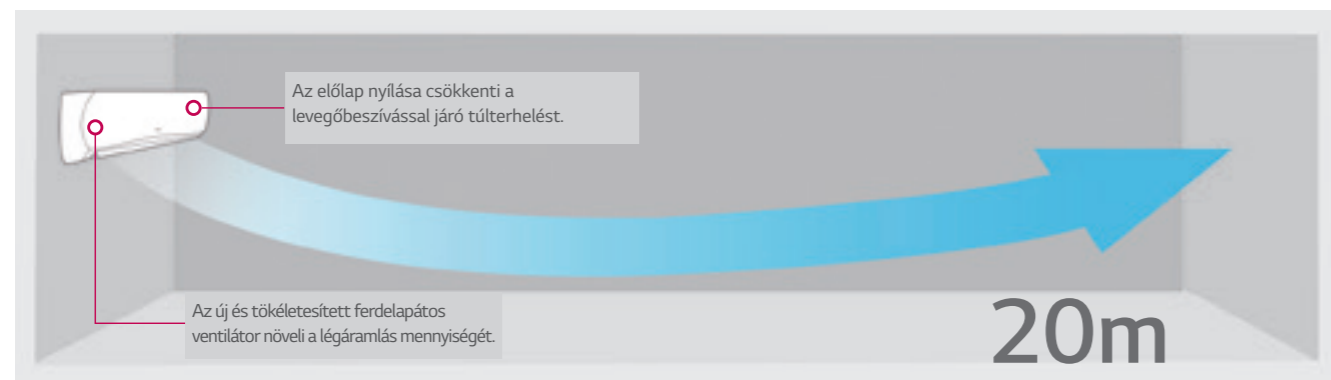 Az előlap nyílása csökkenti a
levegőbeszívással járó túlterhelést.
Az új és tökéletesített ferdelapátos
ventilátor növeli a légáramlás mennyiségét.
20m